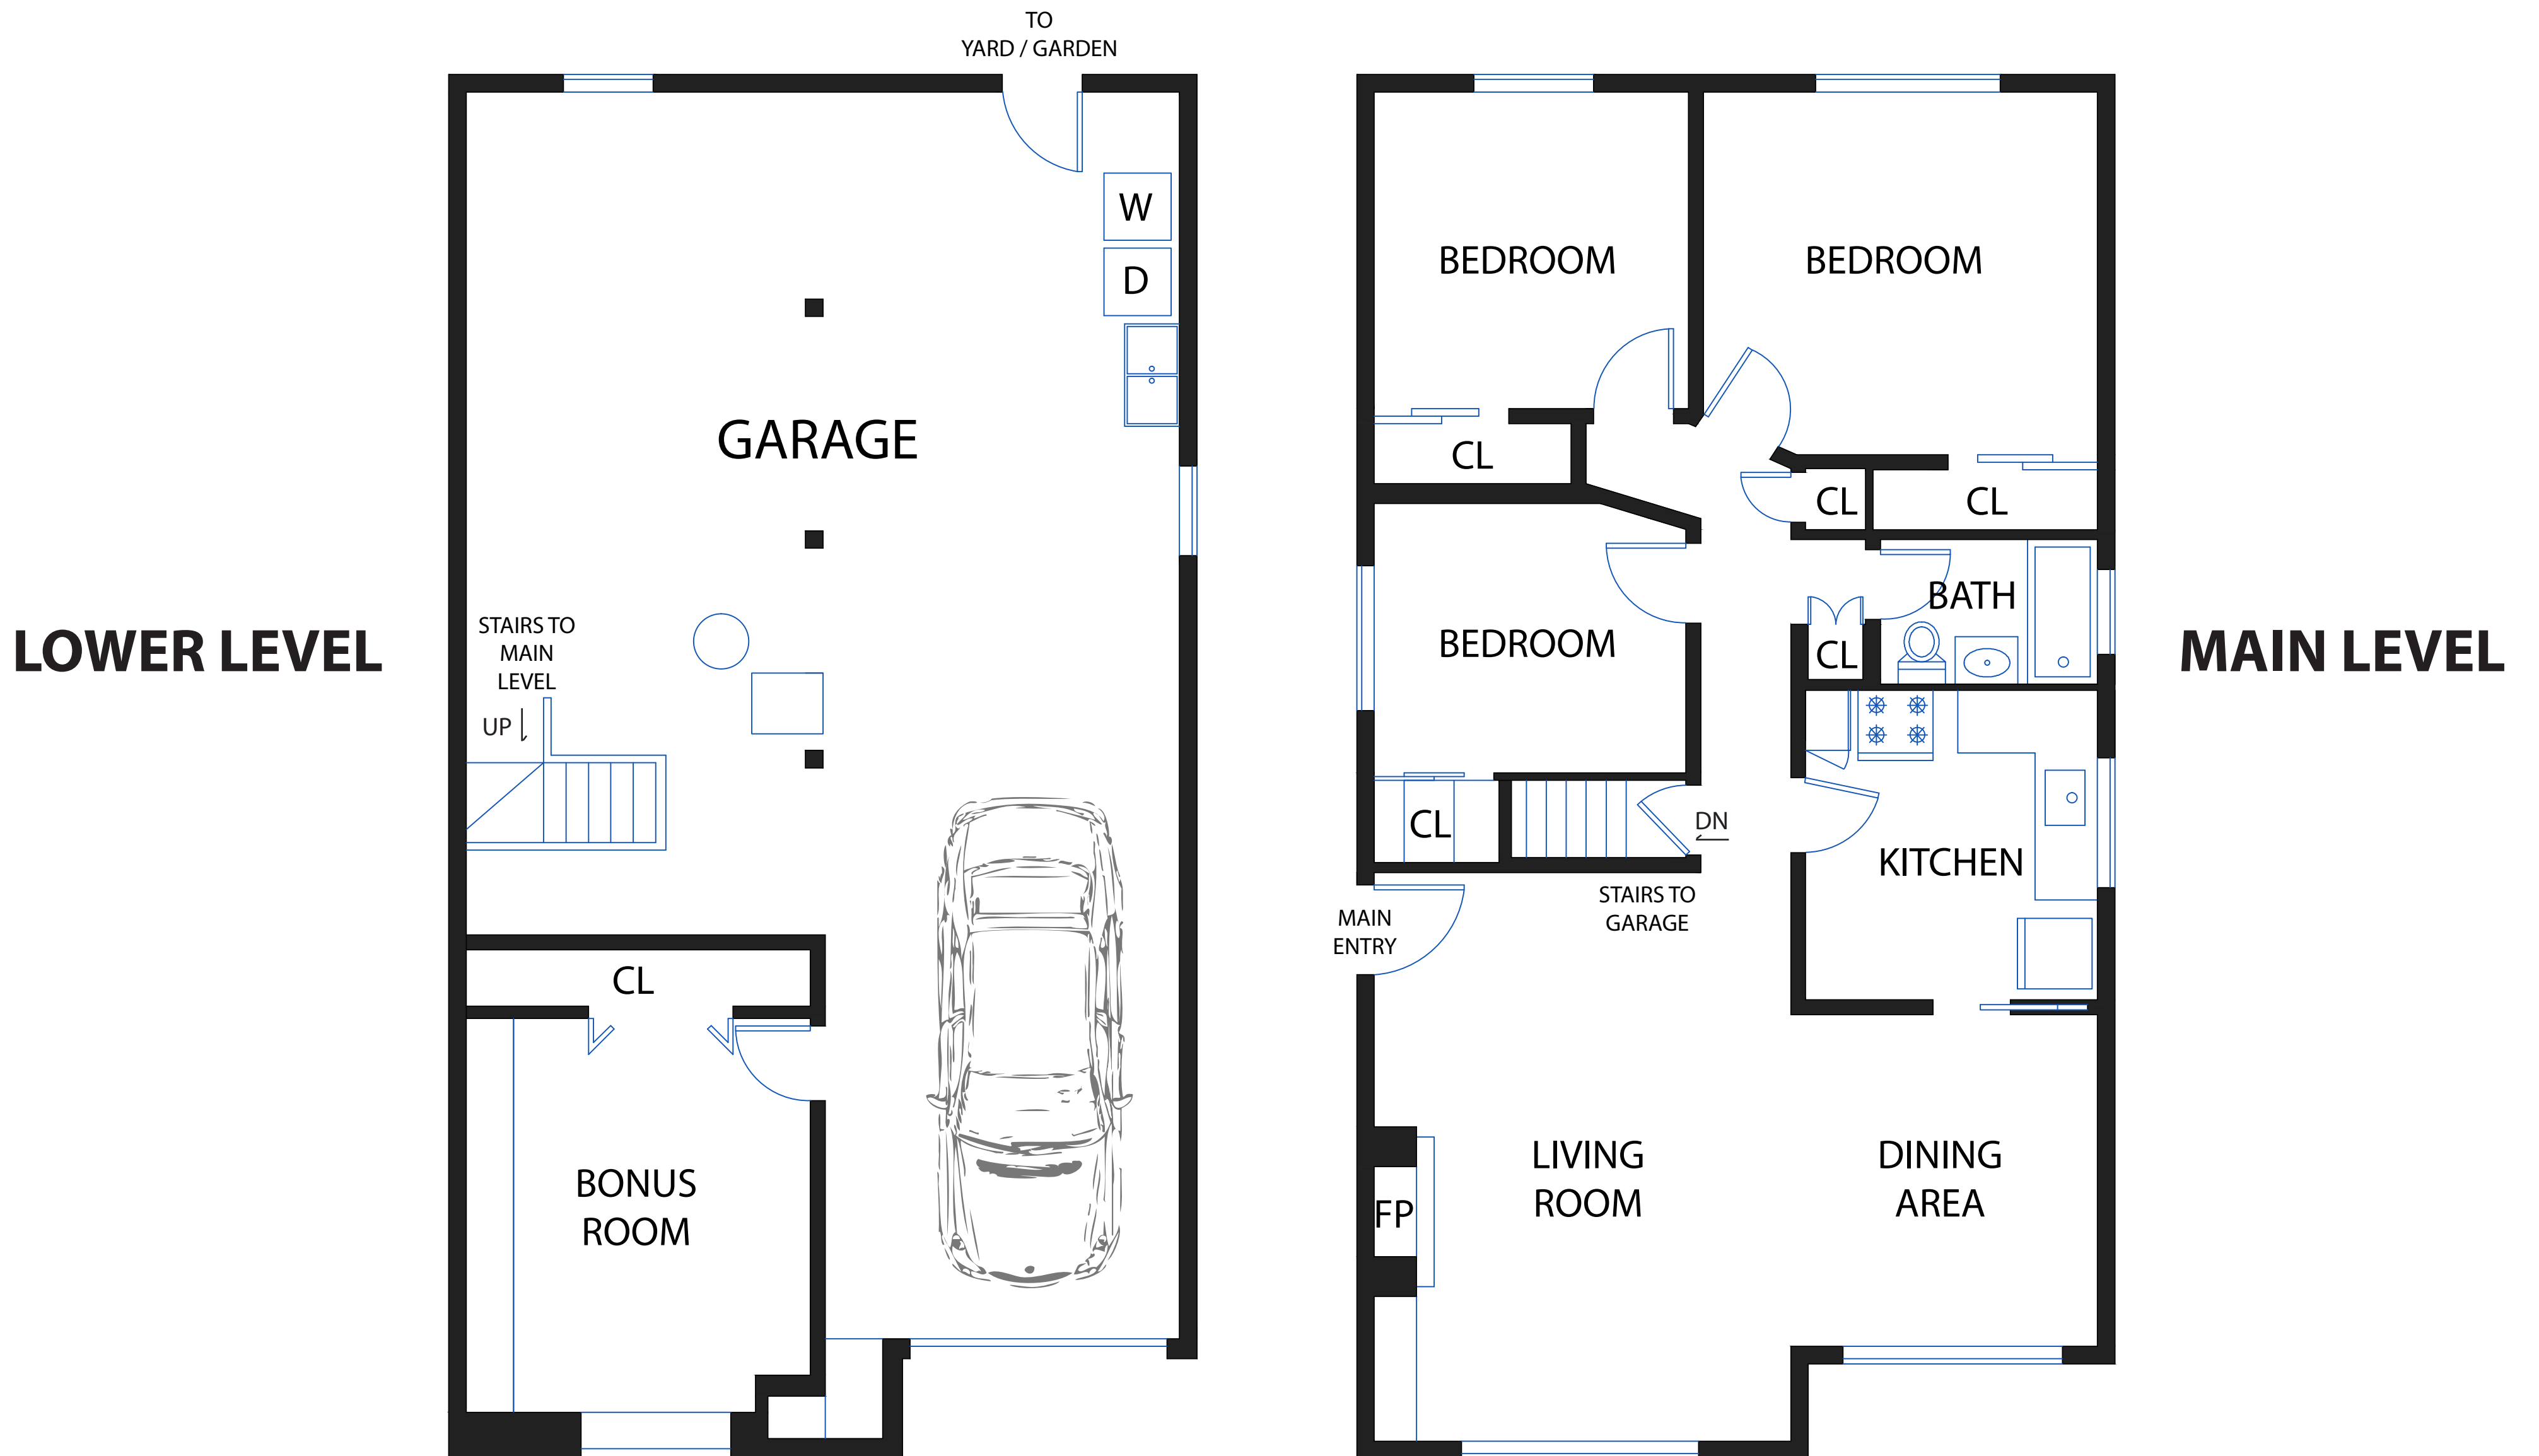 TO
YARD / GARDEN
W
D
GARAGE
STAIRS TO
MAIN
LEVEL
UP
LOWER LEVEL
CL
BONUS
ROOM
BEDROOM
BEDROOM
CL
CL
CL
BATH
BEDROOM
CL
MAIN LEVEL
CL
DN
KITCHEN
STAIRS TO
GARAGE
MAIN
ENTRY
LIVING
ROOM
DINING
AREA
FP